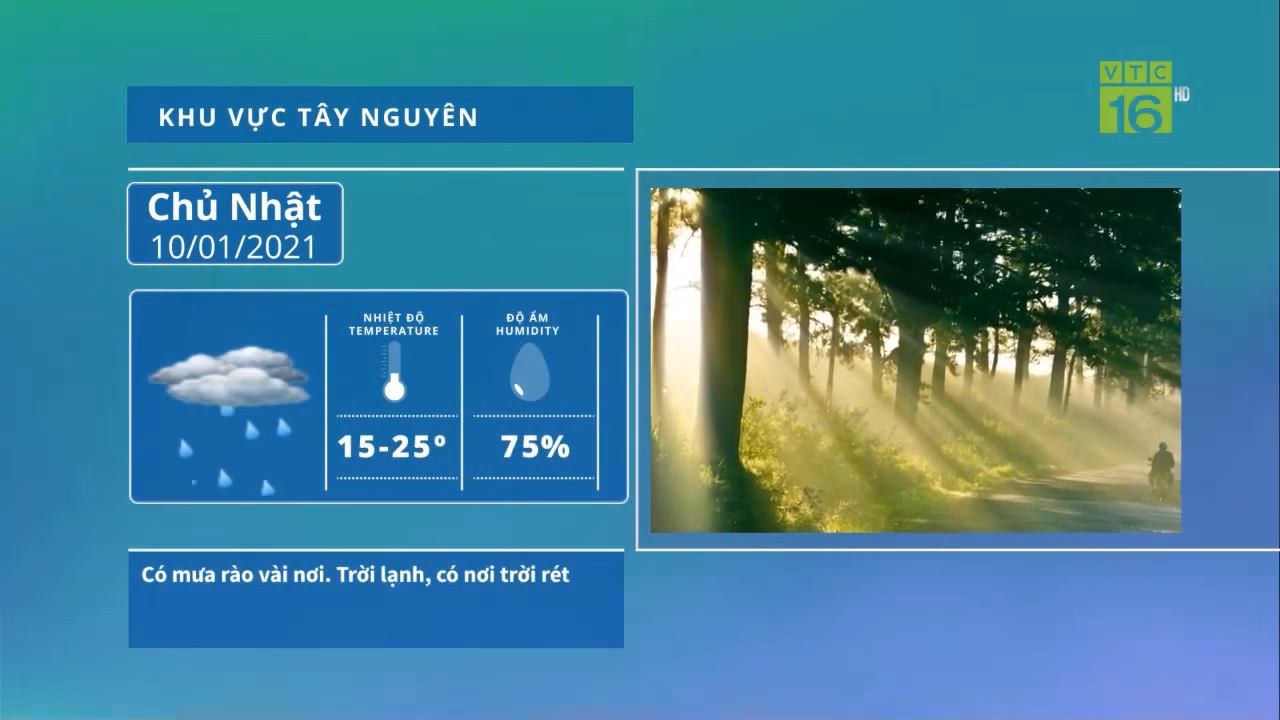 KHU VỰC TÂY NGUYÊN
VTC
16
HD
Chủ Nhật
10/01/2021
NHIỆT ĐỘ
TEMPERATURE
15-25º
ĐỘ ẨM
HUMIDITY
75%
Có mưa rào vài nơi. Trời lạnh, có nơi trời rét